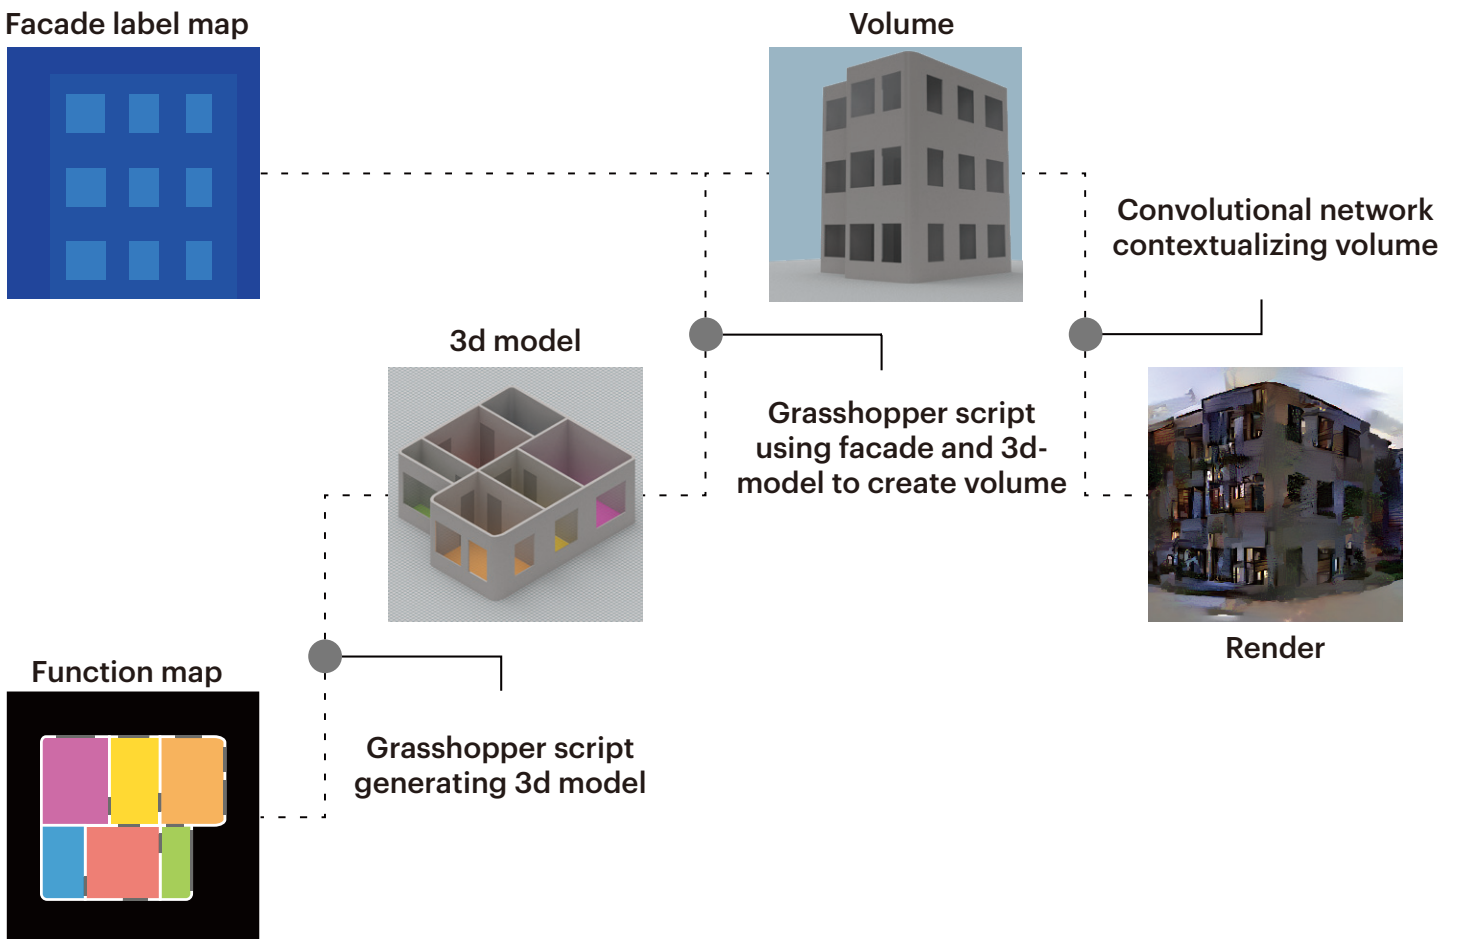 Facade label map
Volume
Convolutional network
contextualizing volume
3d model
Grasshopper script
using facade and 3d-
model to create volume
Render
Function map
Grasshopper script
generating 3d model